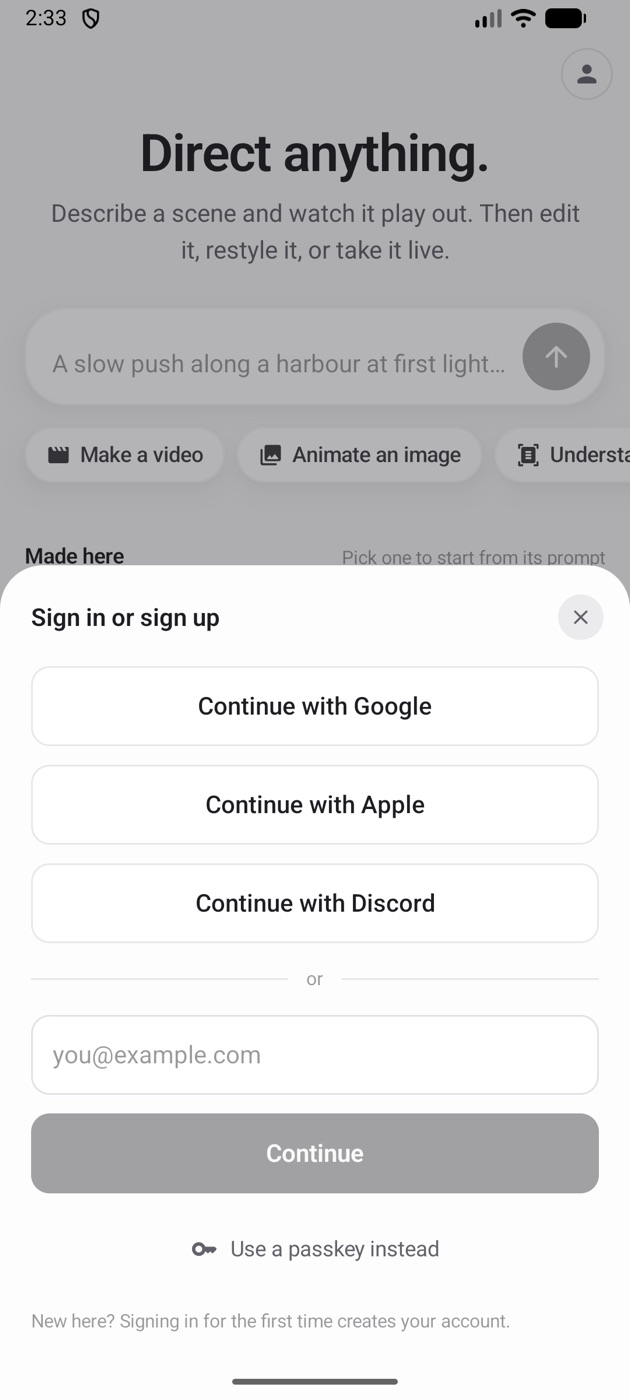 2:33
Direct anything.
Describe a scene and watch it play out. Then edit
it, restyle it, or take it live.
A slow push along a harbour at first light...
Make a video
Animate an image
Understa
Made here
Pick one to start from its prompt
Sign in or sign up
Continue with Google
Continue with Apple
Continue with Discord
or
you@example.com
Continue
Use a passkey instead
New here? Signing in for the first time creates your account.